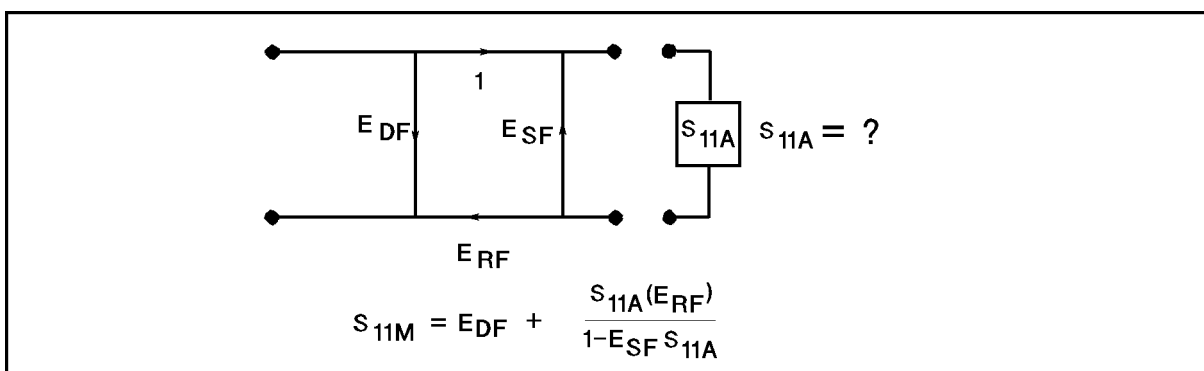 1
E DF
E SF
S 11A
S 11A = ?
E RF
S 11M = E DF + S 11A (E RF) / 1-E SF S 11A